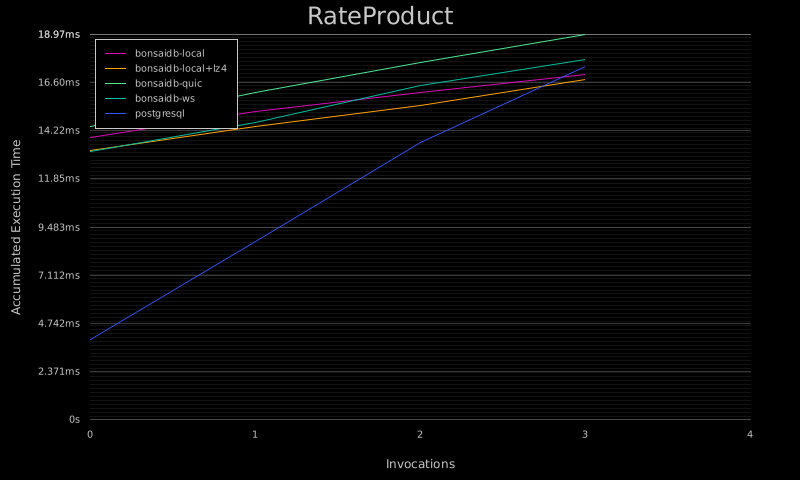 RateProduct
18.97ms
bonsaidb-local
bonsaidb-local+lz4
bonsaidb-quic
bonsaidb-ws
postgresql
16.60ms
14.22ms
11.85ms
9.483ms
7.112ms
4.742ms
2.371ms
0s
Accumulated Execution Time
0 1 2 3 4
Invocations